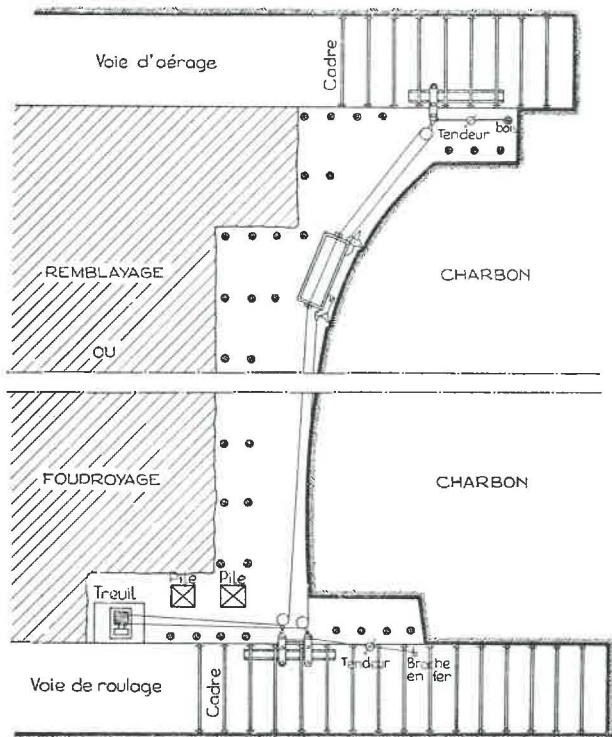 Voie d'aérage
Cadre
Tendeur
bois
REMBLAYAGE
CHARBON
OU
FOUDROYAGE
CHARBON
Pile
Pile
Treuil
Voie de roulage
Cadre
Tendeur
Broche
en fer